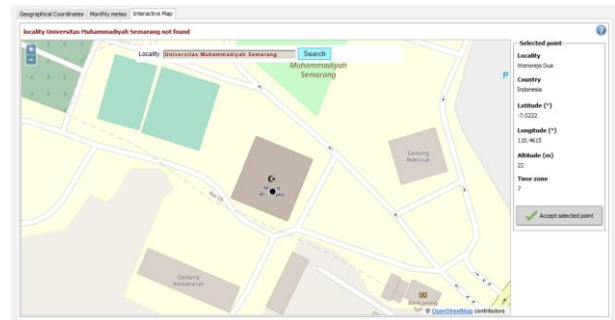 Geographical Coordinates Monthly meteo Interactive Map
locality Universitas Muhammadiyah Semarang not found
Locality Universitas Muhammadiyah Semarang Search
Muhammadiyah
Semarang
P
Gedung
Rektorat
Gedung
Kedokteran
© OpenStreetMap contributors
Selected point
Locality
Wonorejo Dua
Country
Indonesia
Latitude (°)
-7.0222
Longitude (°)
110.4615
Altitude (m)
22
Time zone
7
Accept selected point